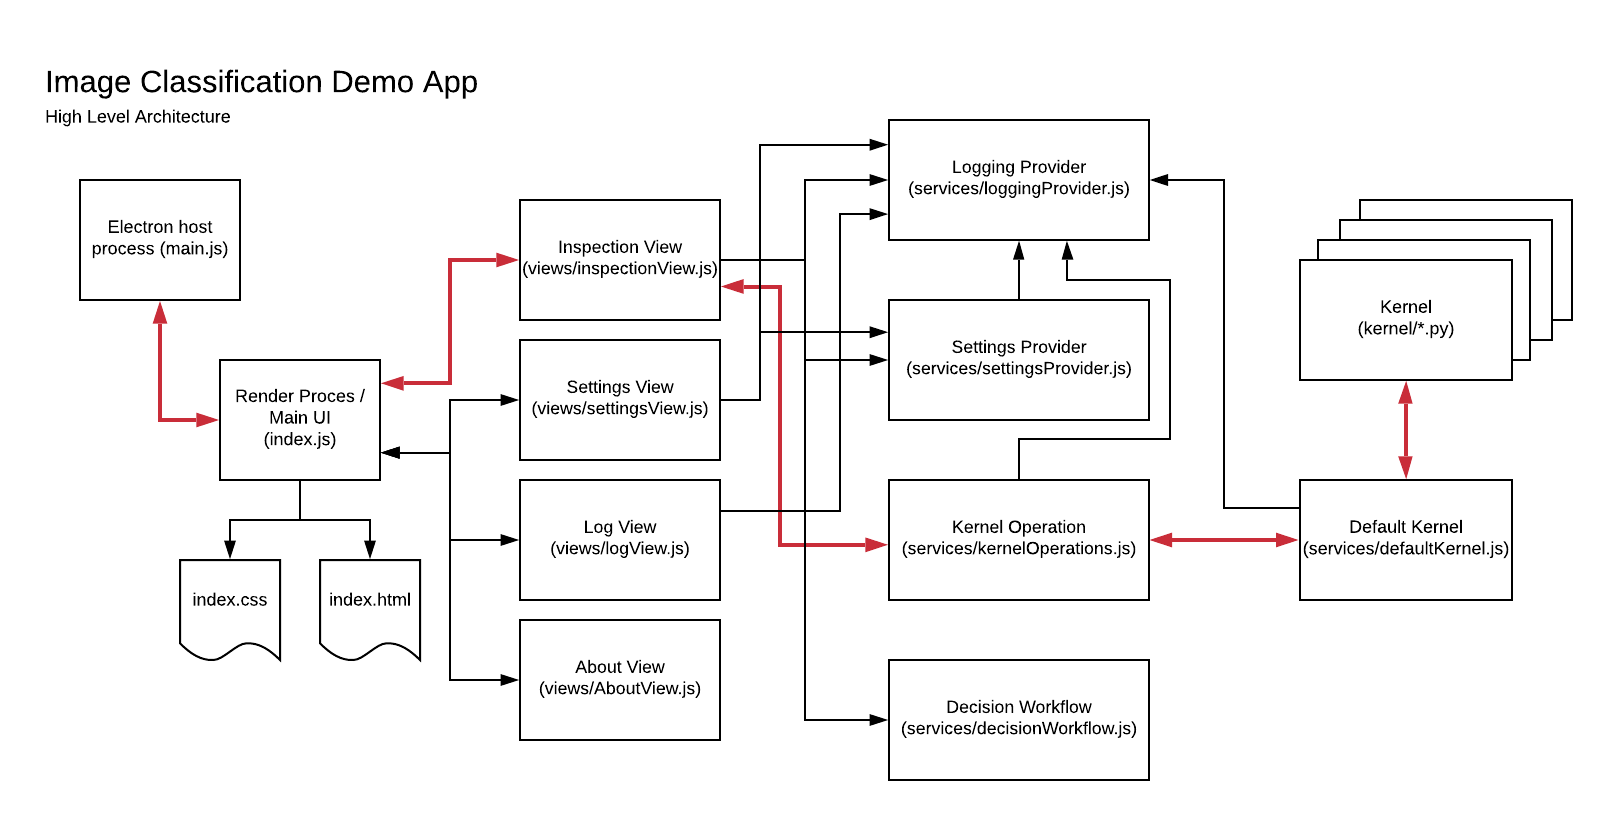 Image Classification Demo App
High Level Architecture
Electron host
process (main.js)
Render Proces /
Main UI
(index.js)
index.css
index.html
Inspection View
(views/inspectionView.js)
Settings View
(views/settingsView.js)
Log View
(views/logView.js)
About View
(views/AboutView.js)
Logging Provider
(services/loggingProvider.js)
Settings Provider
(services/settingsProvider.js)
Kernel Operation
(services/kernelOperations.js)
Decision Workflow
(services/decisionWorkflow.js)
Kernel
(kernel/*.py)
Default Kernel
(services/defaultKernel.js)